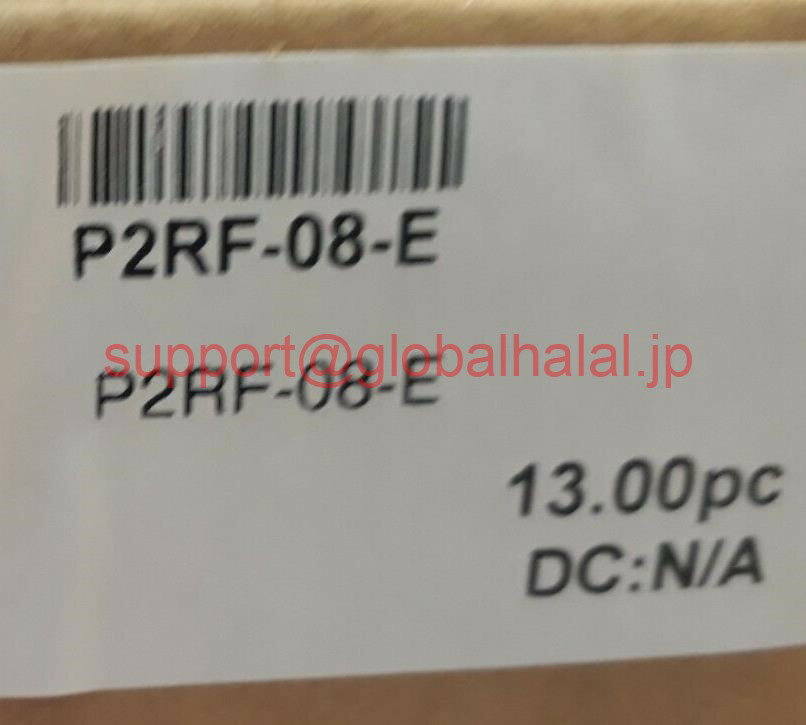 P2RF-08-E
support@globalhalal.jp
P2RF-08-E
13.00pc
DC:N/A